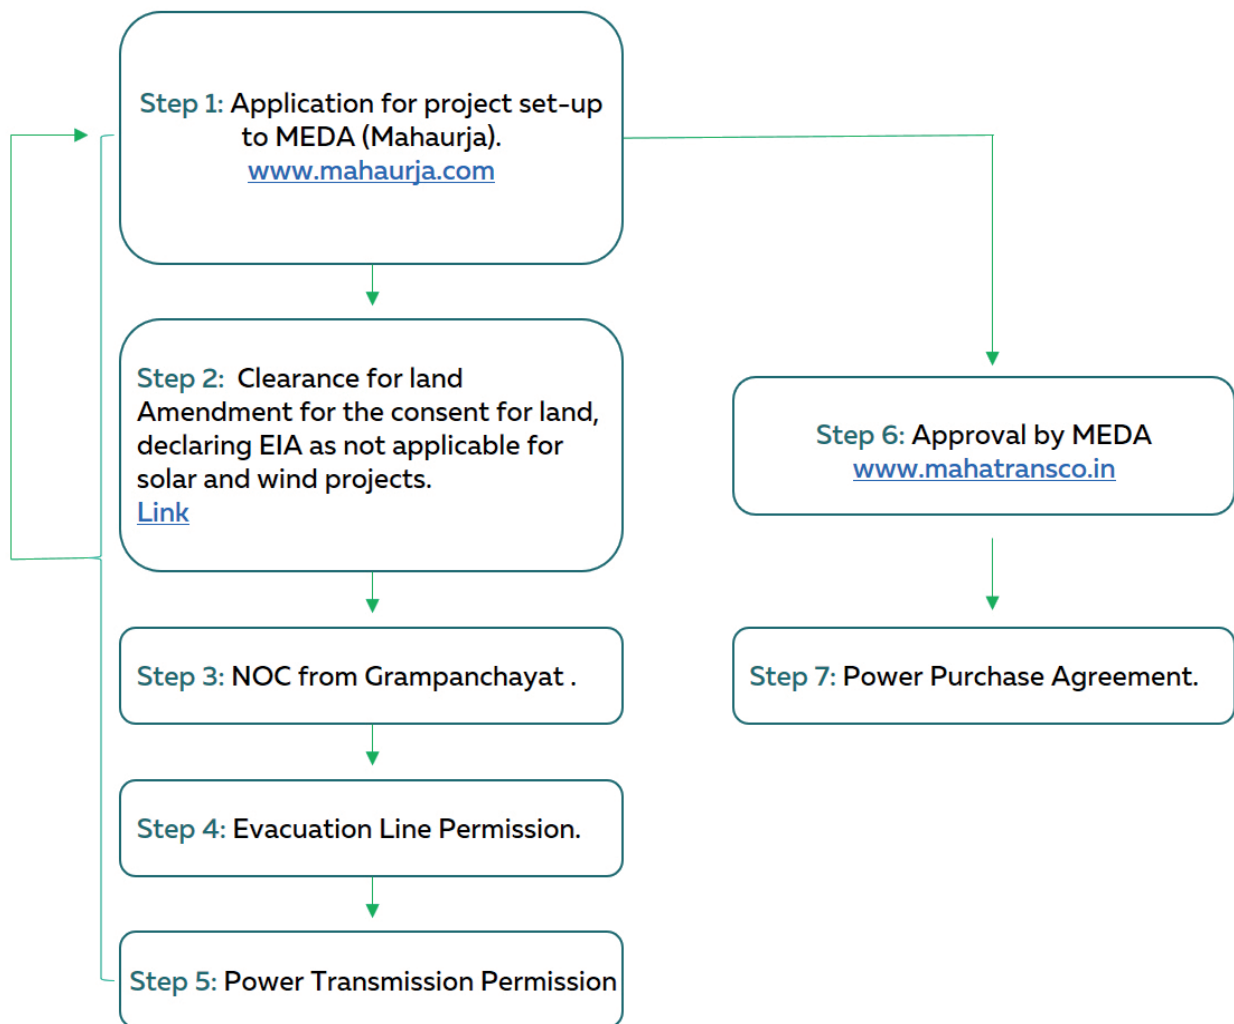 Step 1: Application for project set-up
to MEDA (Mahaurja).
www.mahaurja.com
Step 2:  Clearance for land
Amendment for the consent for land,
declaring EIA as not applicable for
solar and wind projects.
Link
Step 3: NOC from Grampanchayat .
Step 4: Evacuation Line Permission.
Step 5: Power Transmission Permission
Step 6: Approval by MEDA
www.mahatransco.in
Step 7: Power Purchase Agreement.